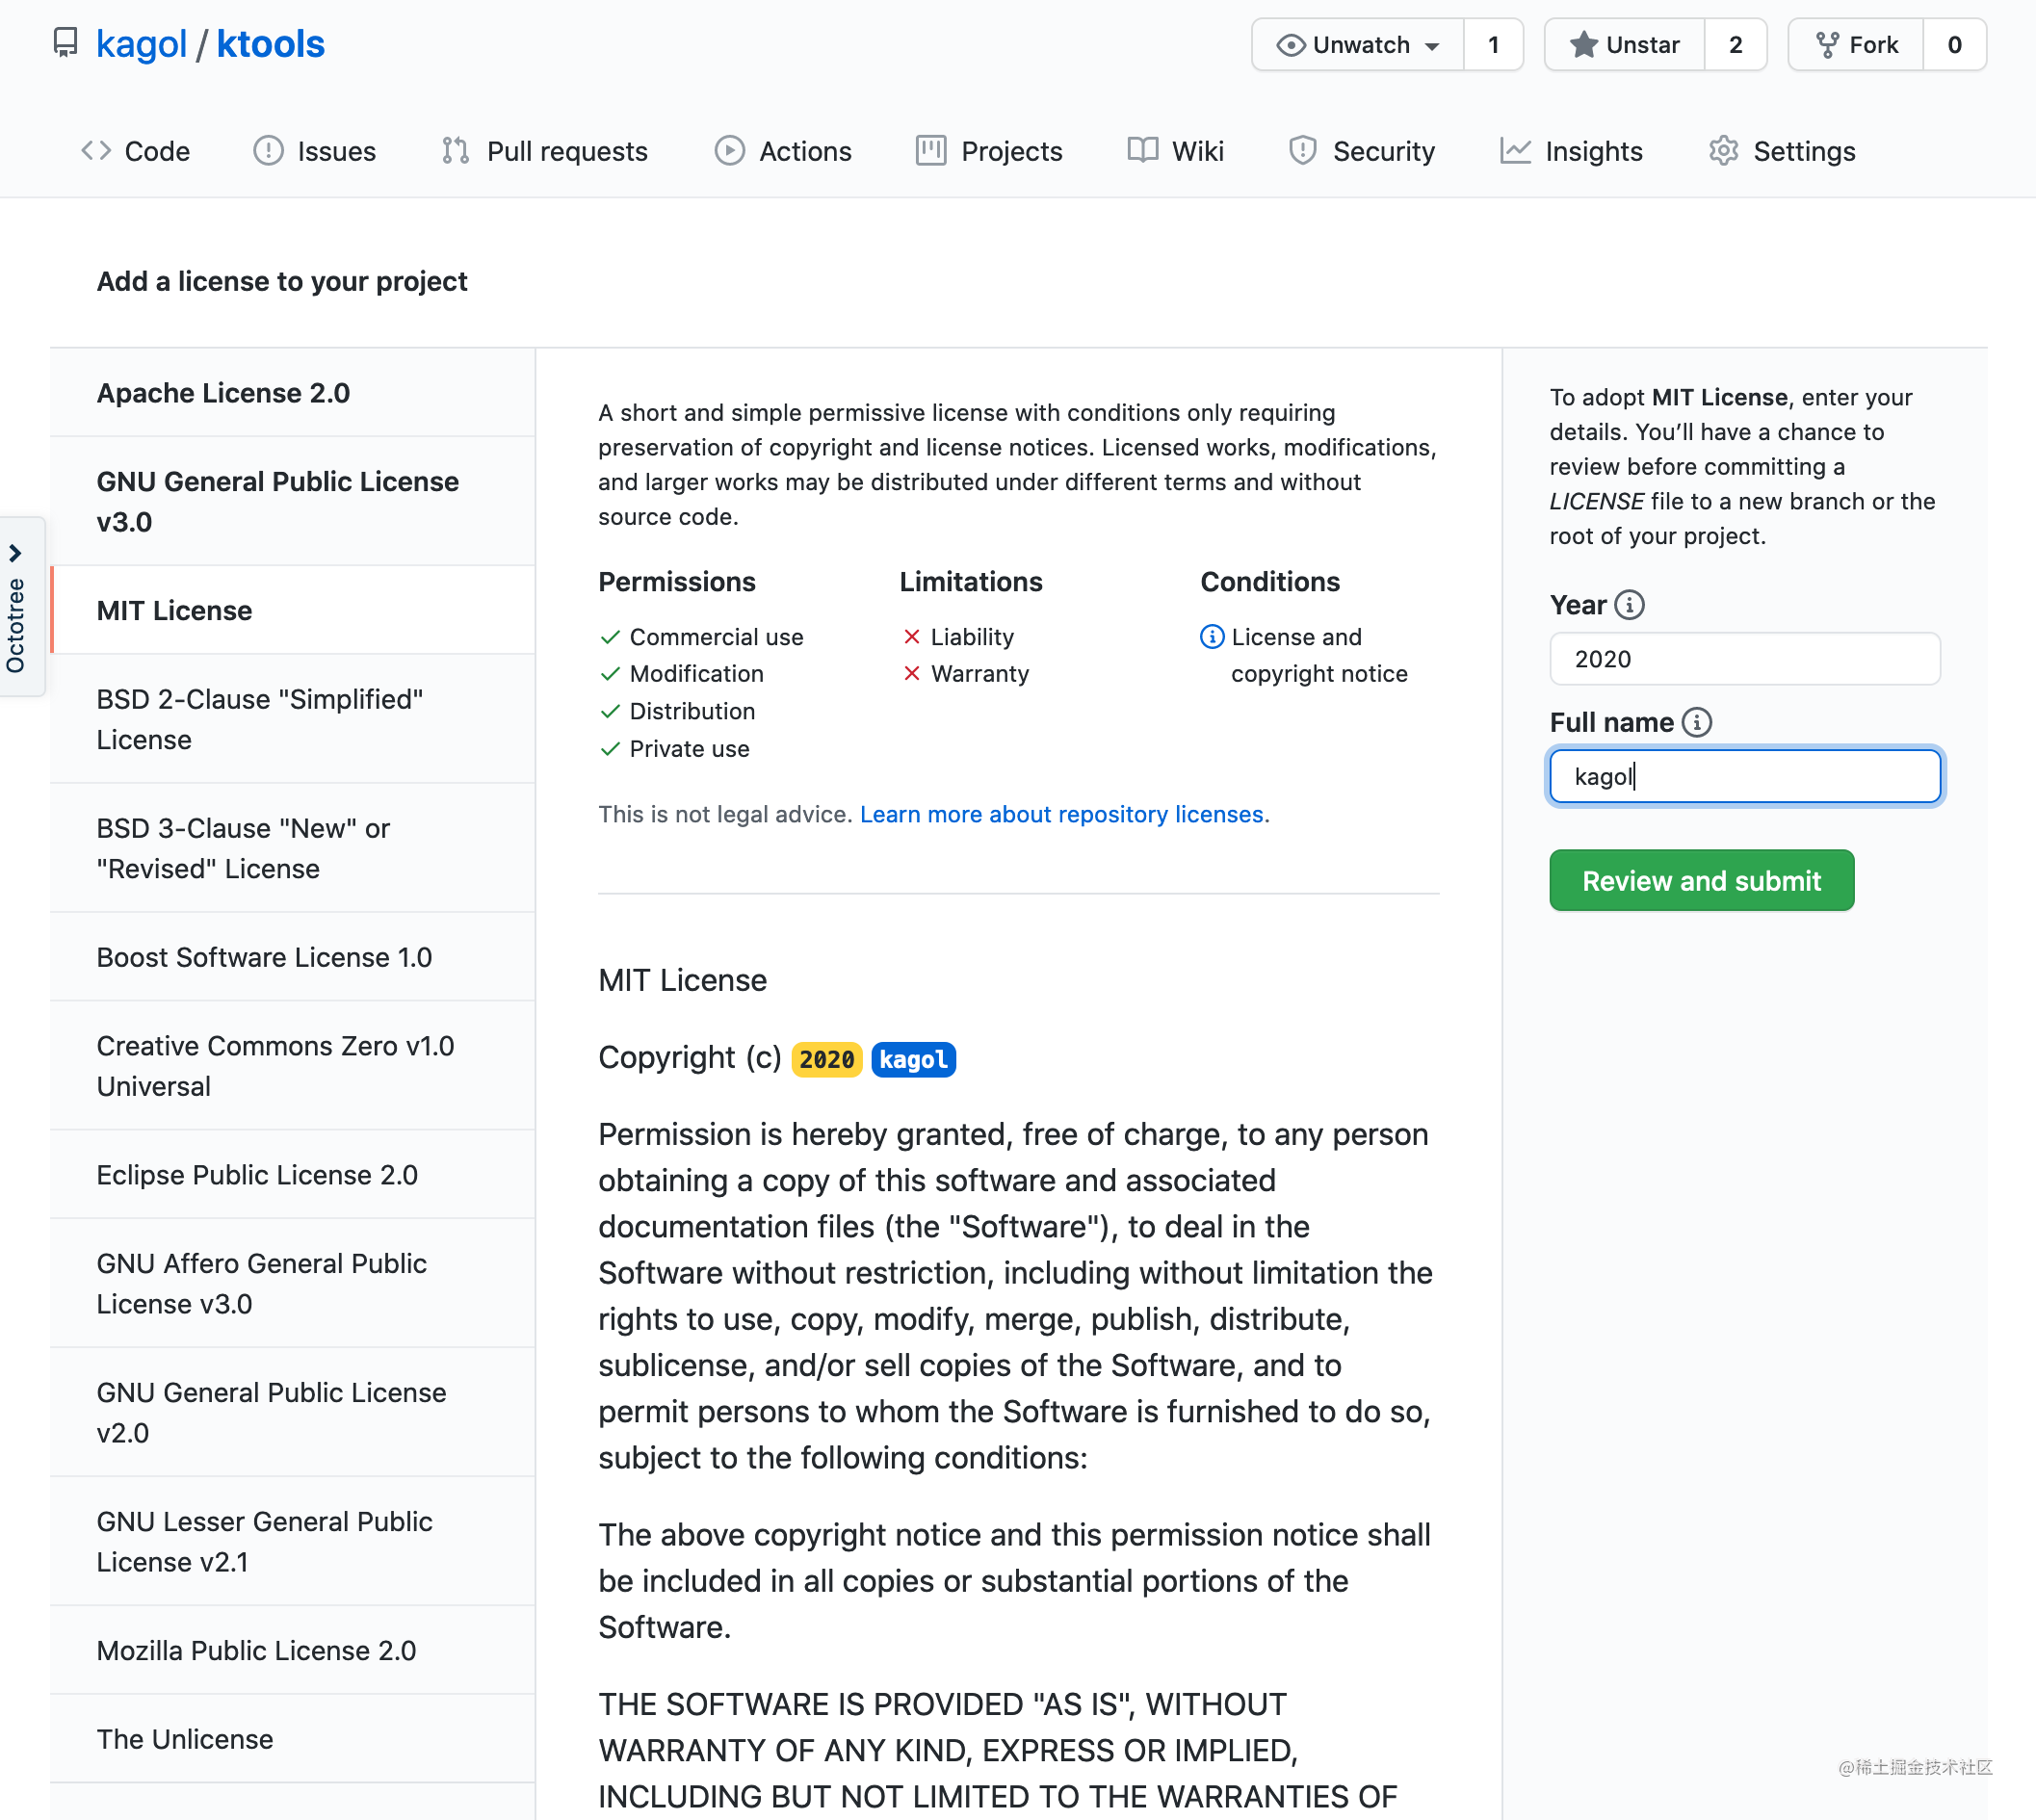 kagol / ktools
Unwatch 1
Unstar 2
Fork 0
Code
Issues
Pull requests
Actions
Projects
Wiki
Security
Insights
Settings
Add a license to your project
Octotree
Apache License 2.0
GNU General Public License
v3.0
MIT License
BSD 2-Clause "Simplified"
License
BSD 3-Clause "New" or
"Revised" License
Boost Software License 1.0
Creative Commons Zero v1.0
Universal
Eclipse Public License 2.0
GNU Affero General Public
License v3.0
GNU General Public License
v2.0
GNU Lesser General Public
License v2.1
Mozilla Public License 2.0
The Unlicense
A short and simple permissive license with conditions only requiring
preservation of copyright and license notices. Licensed works, modifications,
and larger works may be distributed under different terms and without
source code.
Permissions
Commercial use
Modification
Distribution
Private use
Limitations
Liability
Warranty
Conditions
License and
copyright notice
This is not legal advice. Learn more about repository licenses.
MIT License
Copyright (c) 2020 kagol
Permission is hereby granted, free of charge, to any person
obtaining a copy of this software and associated
documentation files (the "Software"), to deal in the
Software without restriction, including without limitation the
rights to use, copy, modify, merge, publish, distribute,
sublicense, and/or sell copies of the Software, and to
permit persons to whom the Software is furnished to do so,
subject to the following conditions:
The above copyright notice and this permission notice shall
be included in all copies or substantial portions of the
Software.
THE SOFTWARE IS PROVIDED "AS IS", WITHOUT
WARRANTY OF ANY KIND, EXPRESS OR IMPLIED,
INCLUDING BUT NOT LIMITED TO THE WARRANTIES OF
To adopt MIT License, enter your
details. You’ll have a chance to
review before committing a
LICENSE file to a new branch or the
root of your project.
Year
2020
Full name
kagol
Review and submit
@稀土掘金技术社区